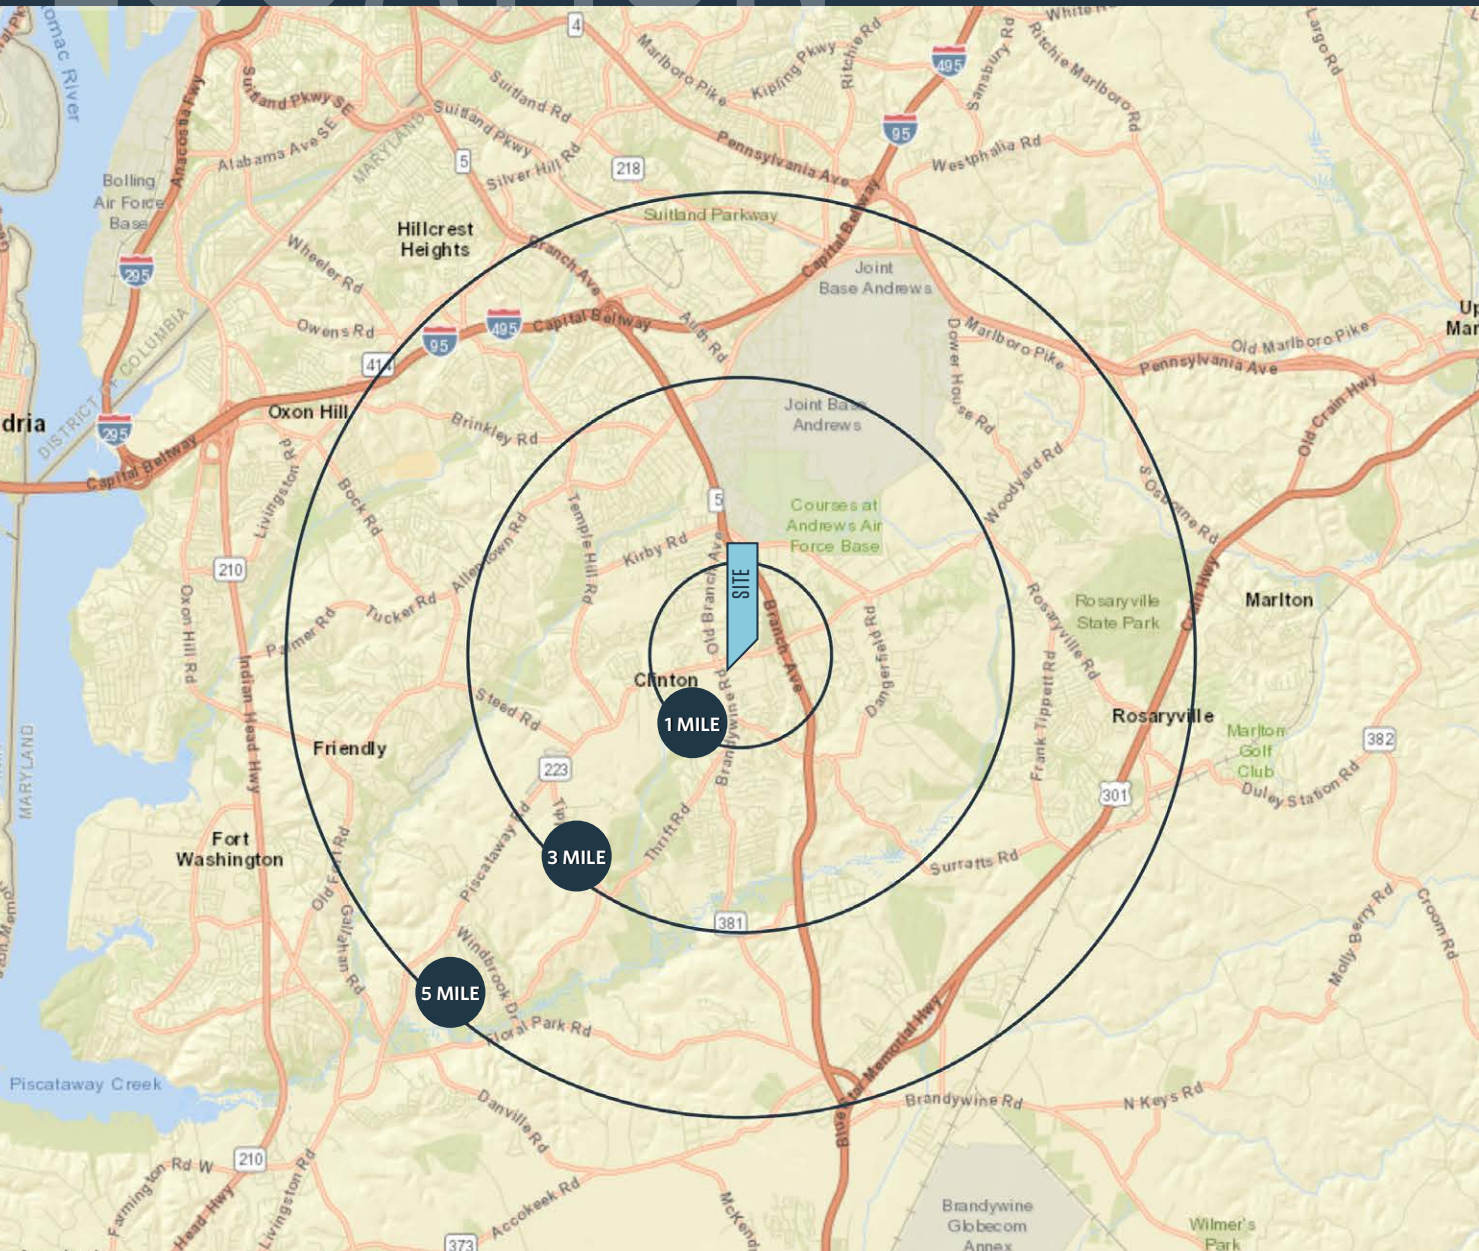 4
White R
Largo Rd
omac River
495
Sansbury Rd
Ritchie Marlboro Rd
Ritchie Rd
Kipling Pkwy
Marlboro Pike
Suitland Pkwy SE
Suitland Rd
Anacostia Fwy
Suitland Pkwy
95
Alabama Ave SE
MARYLAND
5
Silver Hill Rd
218
Pennsylvania Ave
Westphalia Rd
Bolling
Air Force
Base
Suitland Parkway
Hillcrest
Heights
Capital Beltway
Wheeler Rd
Branch Ave
295
Joint
Base Andrews
Owens Rd
95
495
Capital Beltway
Auth Rd
Dower House Rd
Marlboro Pike
Old Marlboro Pike
Up
Mar
Pennsylvania Ave
DISTRICT OF COLUMBIA
414
Oxon Hill
Brinkley Rd
Joint Base
Andrews
Old Crain Hwy
dria
295
Capital Beltway
Livingston Rd
Bock Rd
Temple Hill Rd
5
Woodyard Rd
S Osborne Rd
Courses at
Andrews Air
Force Base
Kirby Rd
Allentown Rd
210
SITE
Oxon Hill Rd
Palmer Rd
Tucker Rd
Old Branch Ave
Branch Ave
Dangerfield Rd
Rosaryville Rd
Rosaryville
State Park
Crain Hwy
Marlton
Indian Head Hwy
Clinton
Steed Rd
1 MILE
Brandywine Rd
Frank Tippett Rd
Rosaryville
MARYLAND
Friendly
223
Marlton
Golf
Club
382
Duley Station Rd
301
Fort
Washington
Old Fort Rd
Piscataway Rd
Tipp
3 MILE
Thrift Rd
Surratts Rd
381
Gallahan Rd
Windbrook Dr
Molly Berry Rd
Croom Rd
5 MILE
Floral Park Rd
Piscataway Creek
Danville Rd
Brandywine Rd
N Keys Rd
210
Farmington Rd W
Livingston Rd
Head Hwy
Accokeek Rd
373
McKend
Brandywine
Globecom
Annex
Wilmer's
Park